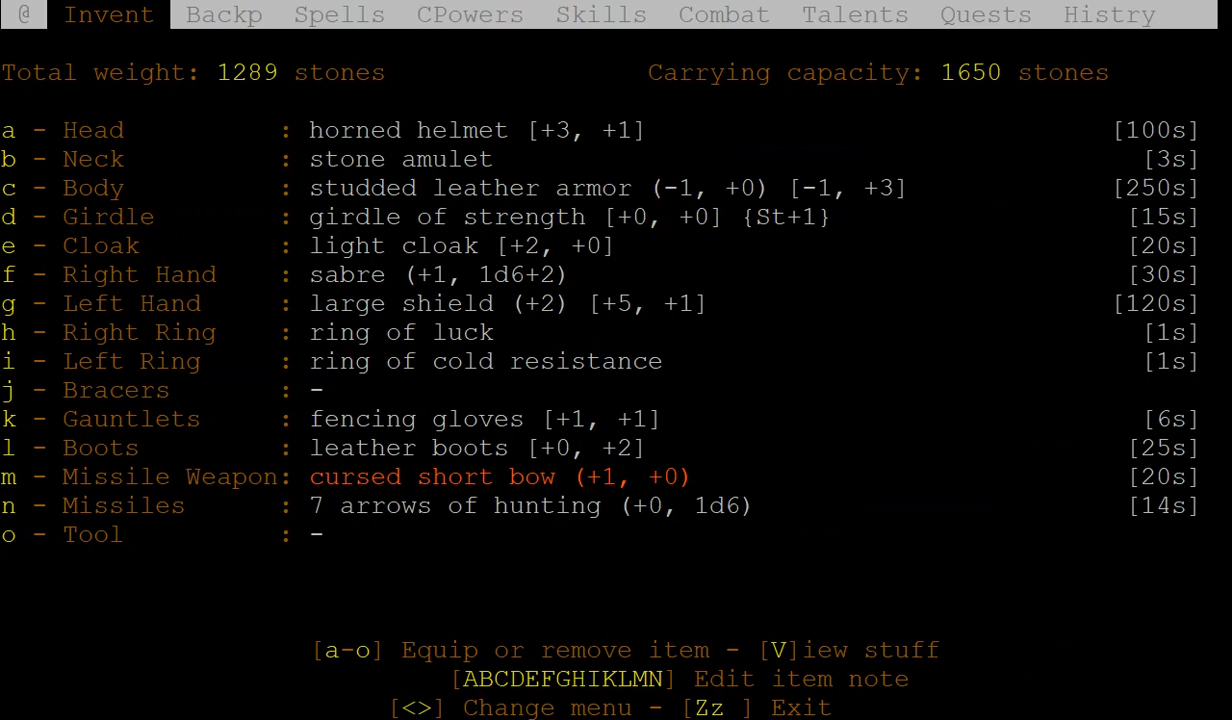 @ Invent Backp Spells CPowers Skills Combat Talents Quests Histry
Total weight: 1289 stones Carrying capacity: 1650 stones
a - Head : horned helmet [+3, +1] [100s]
b - Neck : stone amulet [3s]
c - Body : studded leather armor (-1, +0) [-1, +3] [250s]
d - Girdle : girdle of strength [+0, +0] {St+1} [15s]
e - Cloak : light cloak [+2, +0] [20s]
f - Right Hand : sabre (+1, 1d6+2) [30s]
g - Left Hand : large shield (+2) [+5, +1] [120s]
h - Right Ring : ring of luck [1s]
i - Left Ring : ring of cold resistance [1s]
j - Bracers : -
k - Gauntlets : fencing gloves [+1, +1] [6s]
l - Boots : leather boots [+0, +2] [25s]
m - Missile Weapon: cursed short bow (+1, +0) [20s]
n - Missiles : 7 arrows of hunting (+0, 1d6) [14s]
o - Tool : -
[a-o] Equip or remove item - [V]iew stuff
[ABCDEFGHIKLMN] Edit item note
[<>] Change menu - [Zz ] Exit